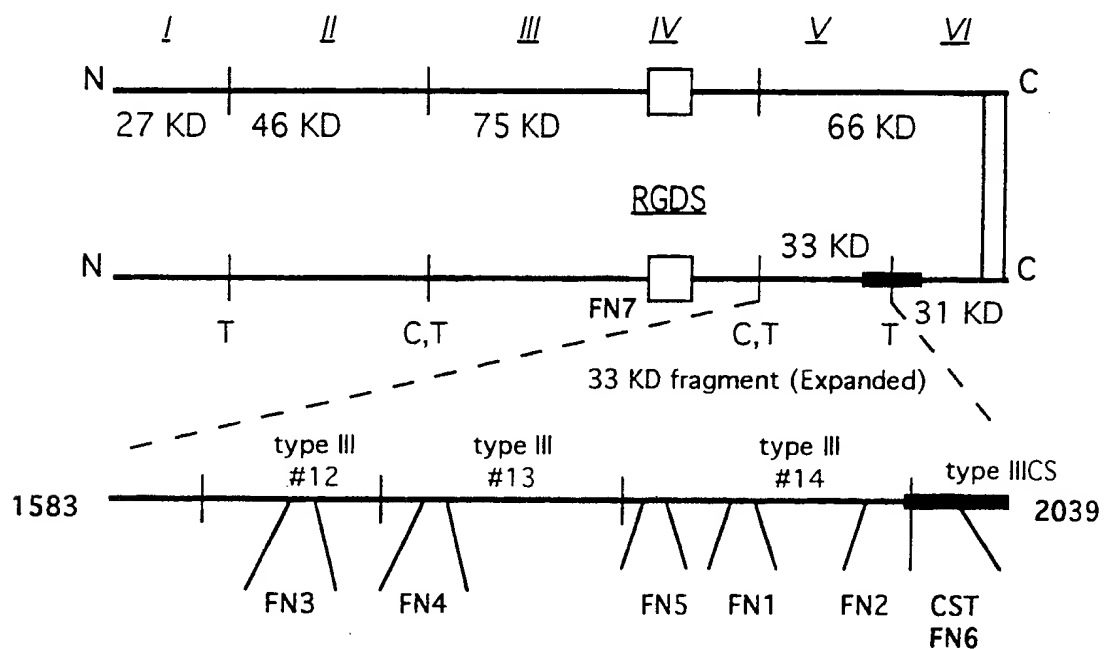 I II III IV V VI
N C
27 KD 46 KD 75 KD 66 KD
RGDS
33 KD
N C
FN7 31 KD
T C,T C,T T
33 KD fragment (Expanded)
type III type III type III type IIICS
#12 #13 #14
1583 2039
FN3 FN4 FN5 FN1 FN2 CST
FN6